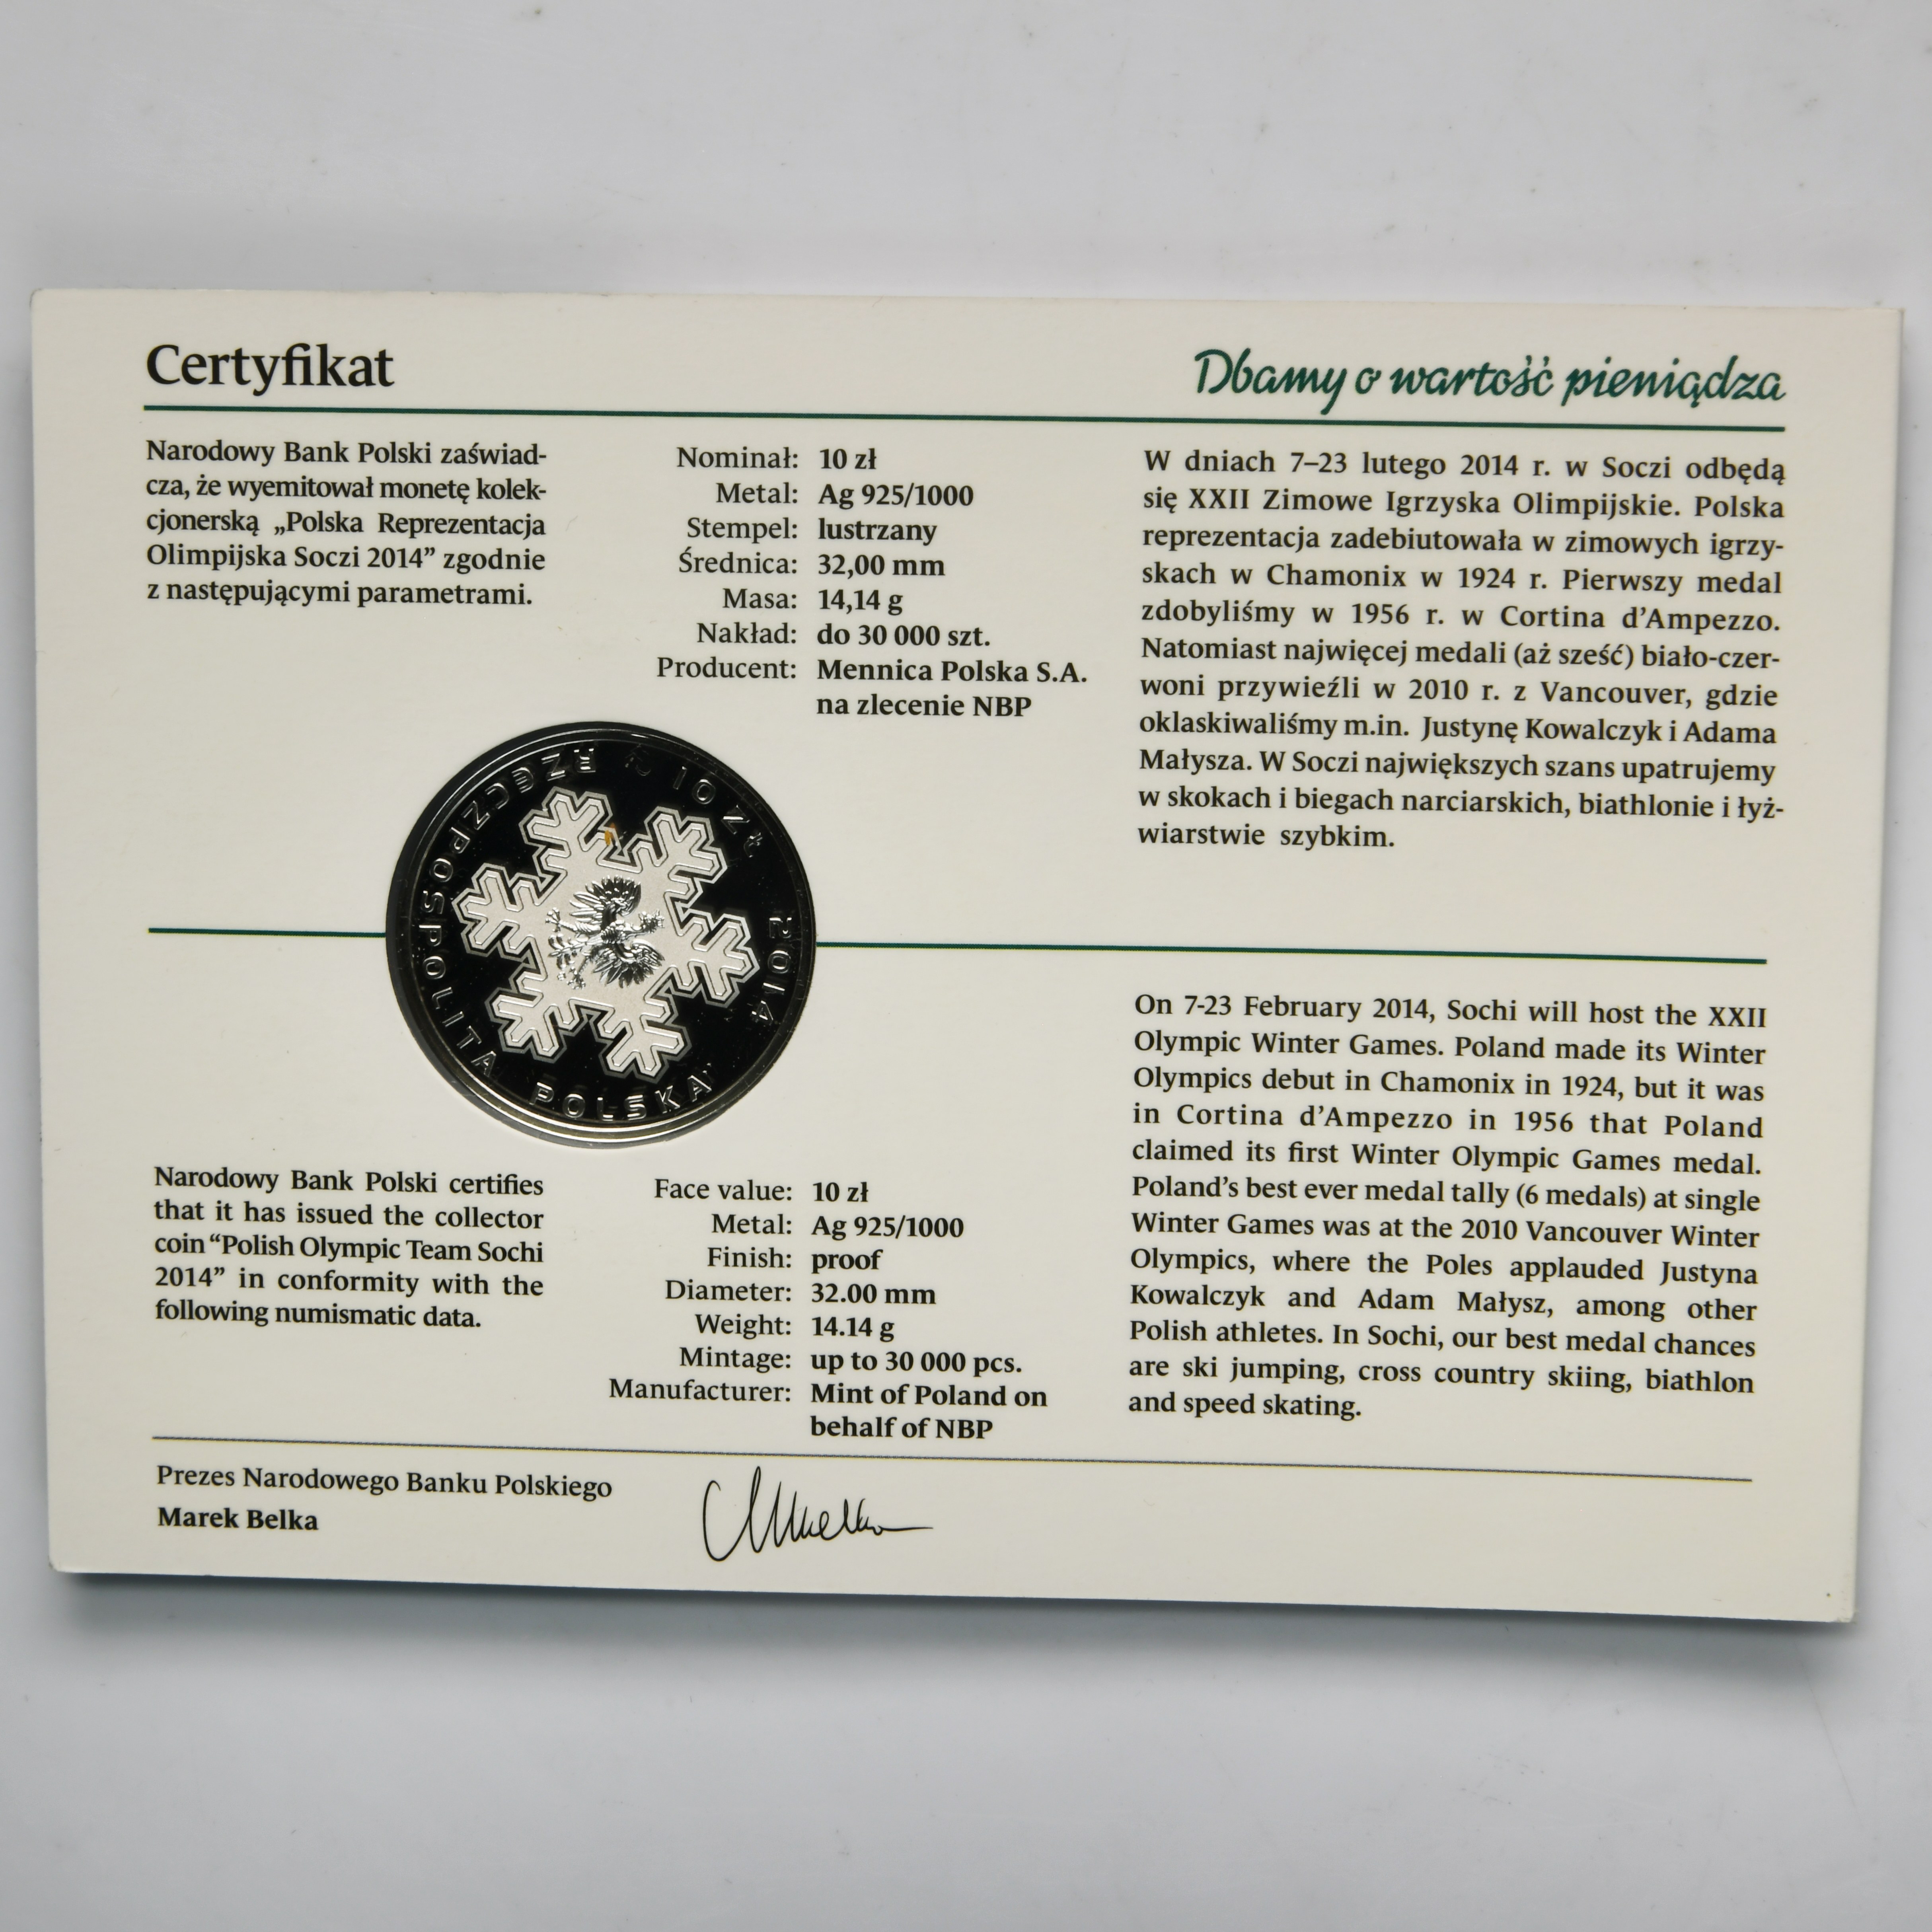 Certyfikat
Dbamy o wartość pieniądza
Narodowy Bank Polski zaświad-
cza, że wyemitował monetę kolek-
cjonerską „Polska Reprezentacja
Olimpijska Soczi 2014” zgodnie
z następującymi parametrami.
Nominał: 10 zł
Metal: Ag 925/1000
Stempel: lustrzany
Średnica: 32,00 mm
Masa: 14,14 g
Nakład: do 30 000 szt.
Producent: Mennica Polska S.A.
na zlecenie NBP
W dniach 7–23 lutego 2014 r. w Soczi odbędą
się XXII Zimowe Igrzyska Olimpijskie. Polska
reprezentacja zadebiutowała w zimowych igrzy-
skach w Chamonix w 1924 r. Pierwszy medal
zdobyliśmy w 1956 r. w Cortina d’Ampezzo.
Natomiast najwięcej medali (aż sześć) biało-czer-
woni przywieźli w 2010 r. z Vancouver, gdzie
oklaskiwaliśmy m.in. Justynę Kowalczyk i Adama
Małysza. W Soczi największych szans upatrujemy
w skokach i biegach narciarskich, biathlonie i łyż-
wiarstwie szybkim.
RZECZPOSPOLITA POLSKA
2014
10 ZŁ
Narodowy Bank Polski certifies
that it has issued the collector
coin “Polish Olympic Team Sochi
2014” in conformity with the
following numismatic data.
Face value: 10 zł
Metal: Ag 925/1000
Finish: proof
Diameter: 32.00 mm
Weight: 14.14 g
Mintage: up to 30 000 pcs.
Manufacturer: Mint of Poland on
behalf of NBP
On 7-23 February 2014, Sochi will host the XXII
Olympic Winter Games. Poland made its Winter
Olympics debut in Chamonix in 1924, but it was
in Cortina d’Ampezzo in 1956 that Poland
claimed its first Winter Olympic Games medal.
Poland’s best ever medal tally (6 medals) at single
Winter Games was at the 2010 Vancouver Winter
Olympics, where the Poles applauded Justyna
Kowalczyk and Adam Małysz, among other
Polish athletes. In Sochi, our best medal chances
are ski jumping, cross country skiing, biathlon
and speed skating.
Prezes Narodowego Banku Polskiego
Marek Belka